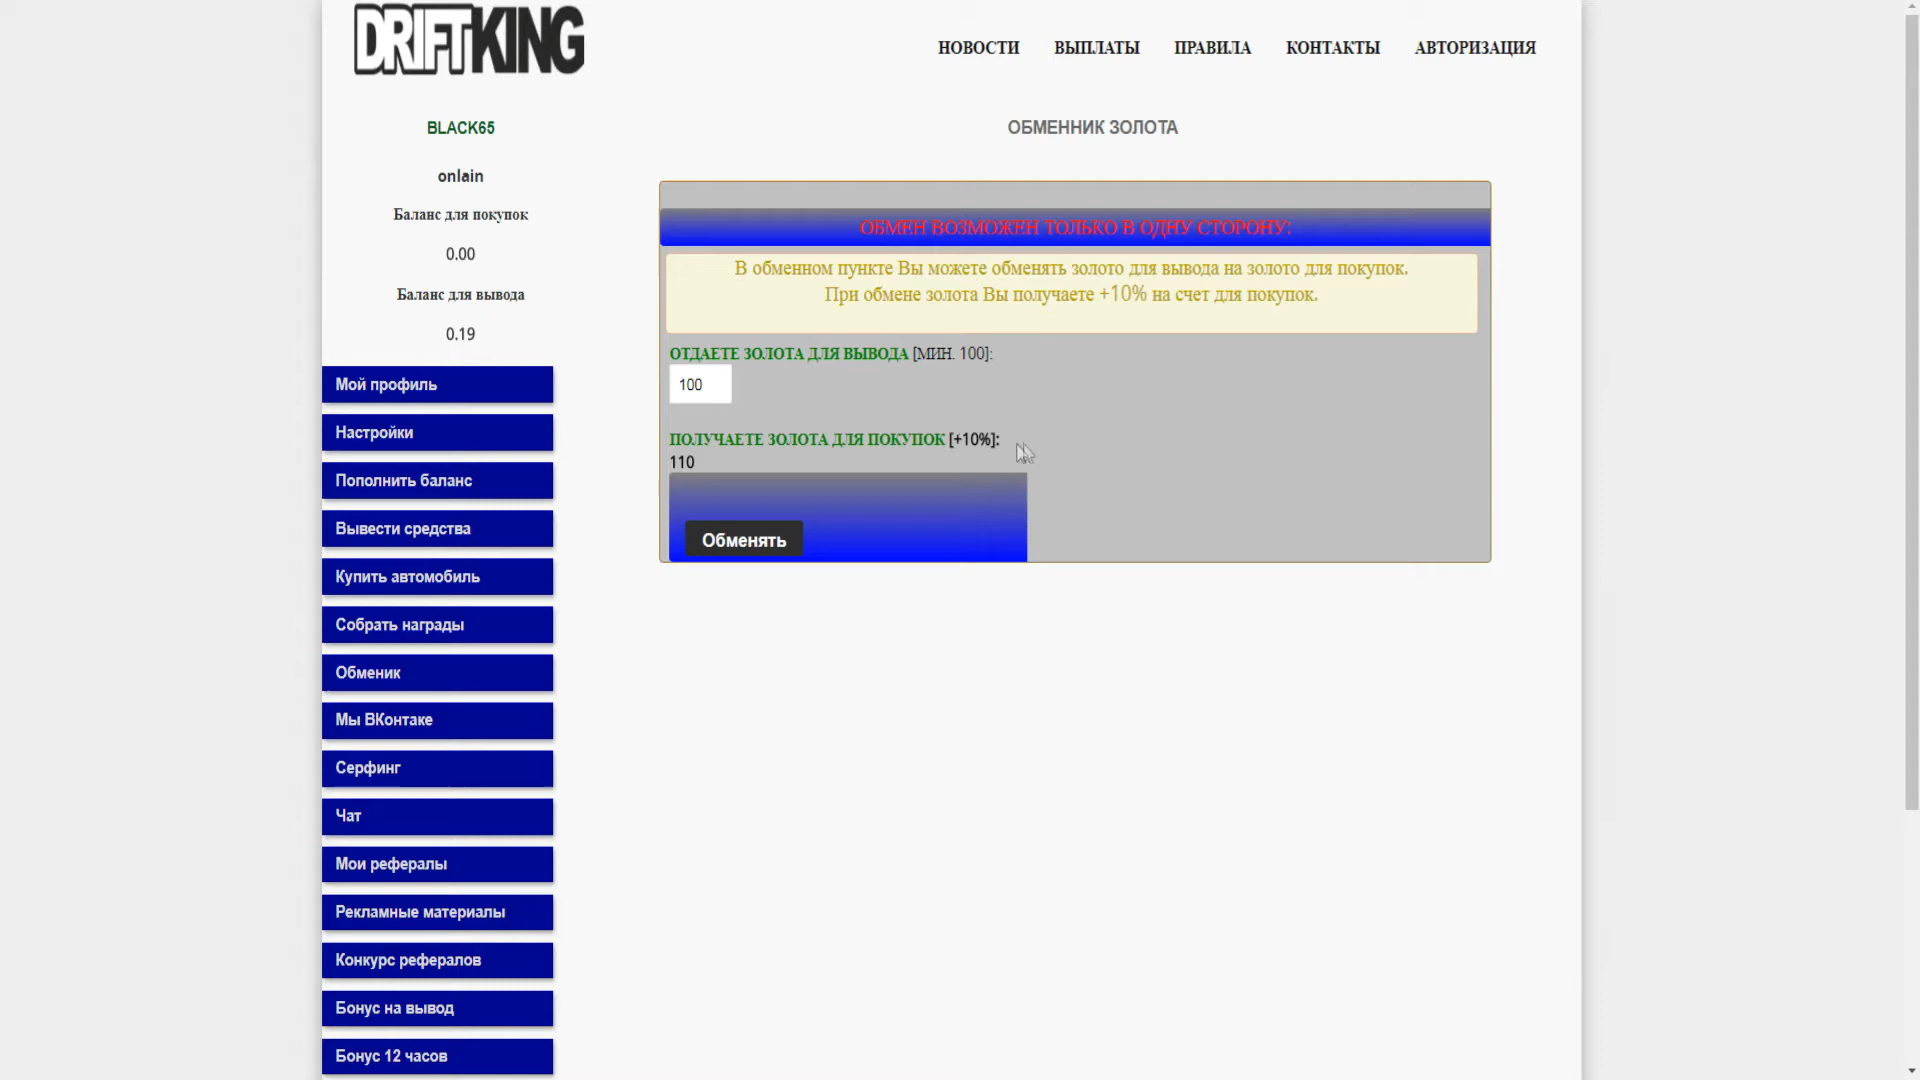 DRIFTKING
НОВОСТИ ВЫПЛАТЫ ПРАВИЛА КОНТАКТЫ АВТОРИЗАЦИЯ
BLACK65
onlain
Баланс для покупок
0.00
Баланс для вывода
0.19
Мой профиль
Настройки
Пополнить баланс
Вывести средства
Купить автомобиль
Собрать награды
Обменик
Мы ВКонтаке
Серфинг
Чат
Мои рефералы
Рекламные материалы
Конкурс рефералов
Бонус на вывод
Бонус 12 часов
ОБМЕННИК ЗОЛОТА
ОБМЕН ВОЗМОЖЕН ТОЛЬКО В ОДНУ СТОРОНУ:
В обменном пункте Вы можете обменять золото для вывода на золото для покупок.
При обмене золота Вы получаете +10% на счет для покупок.
ОТДАЕТЕ ЗОЛОТА ДЛЯ ВЫВОДА [МИН. 100]:
100
ПОЛУЧАЕТЕ ЗОЛОТА ДЛЯ ПОКУПОК [+10%]:
110
Обменять